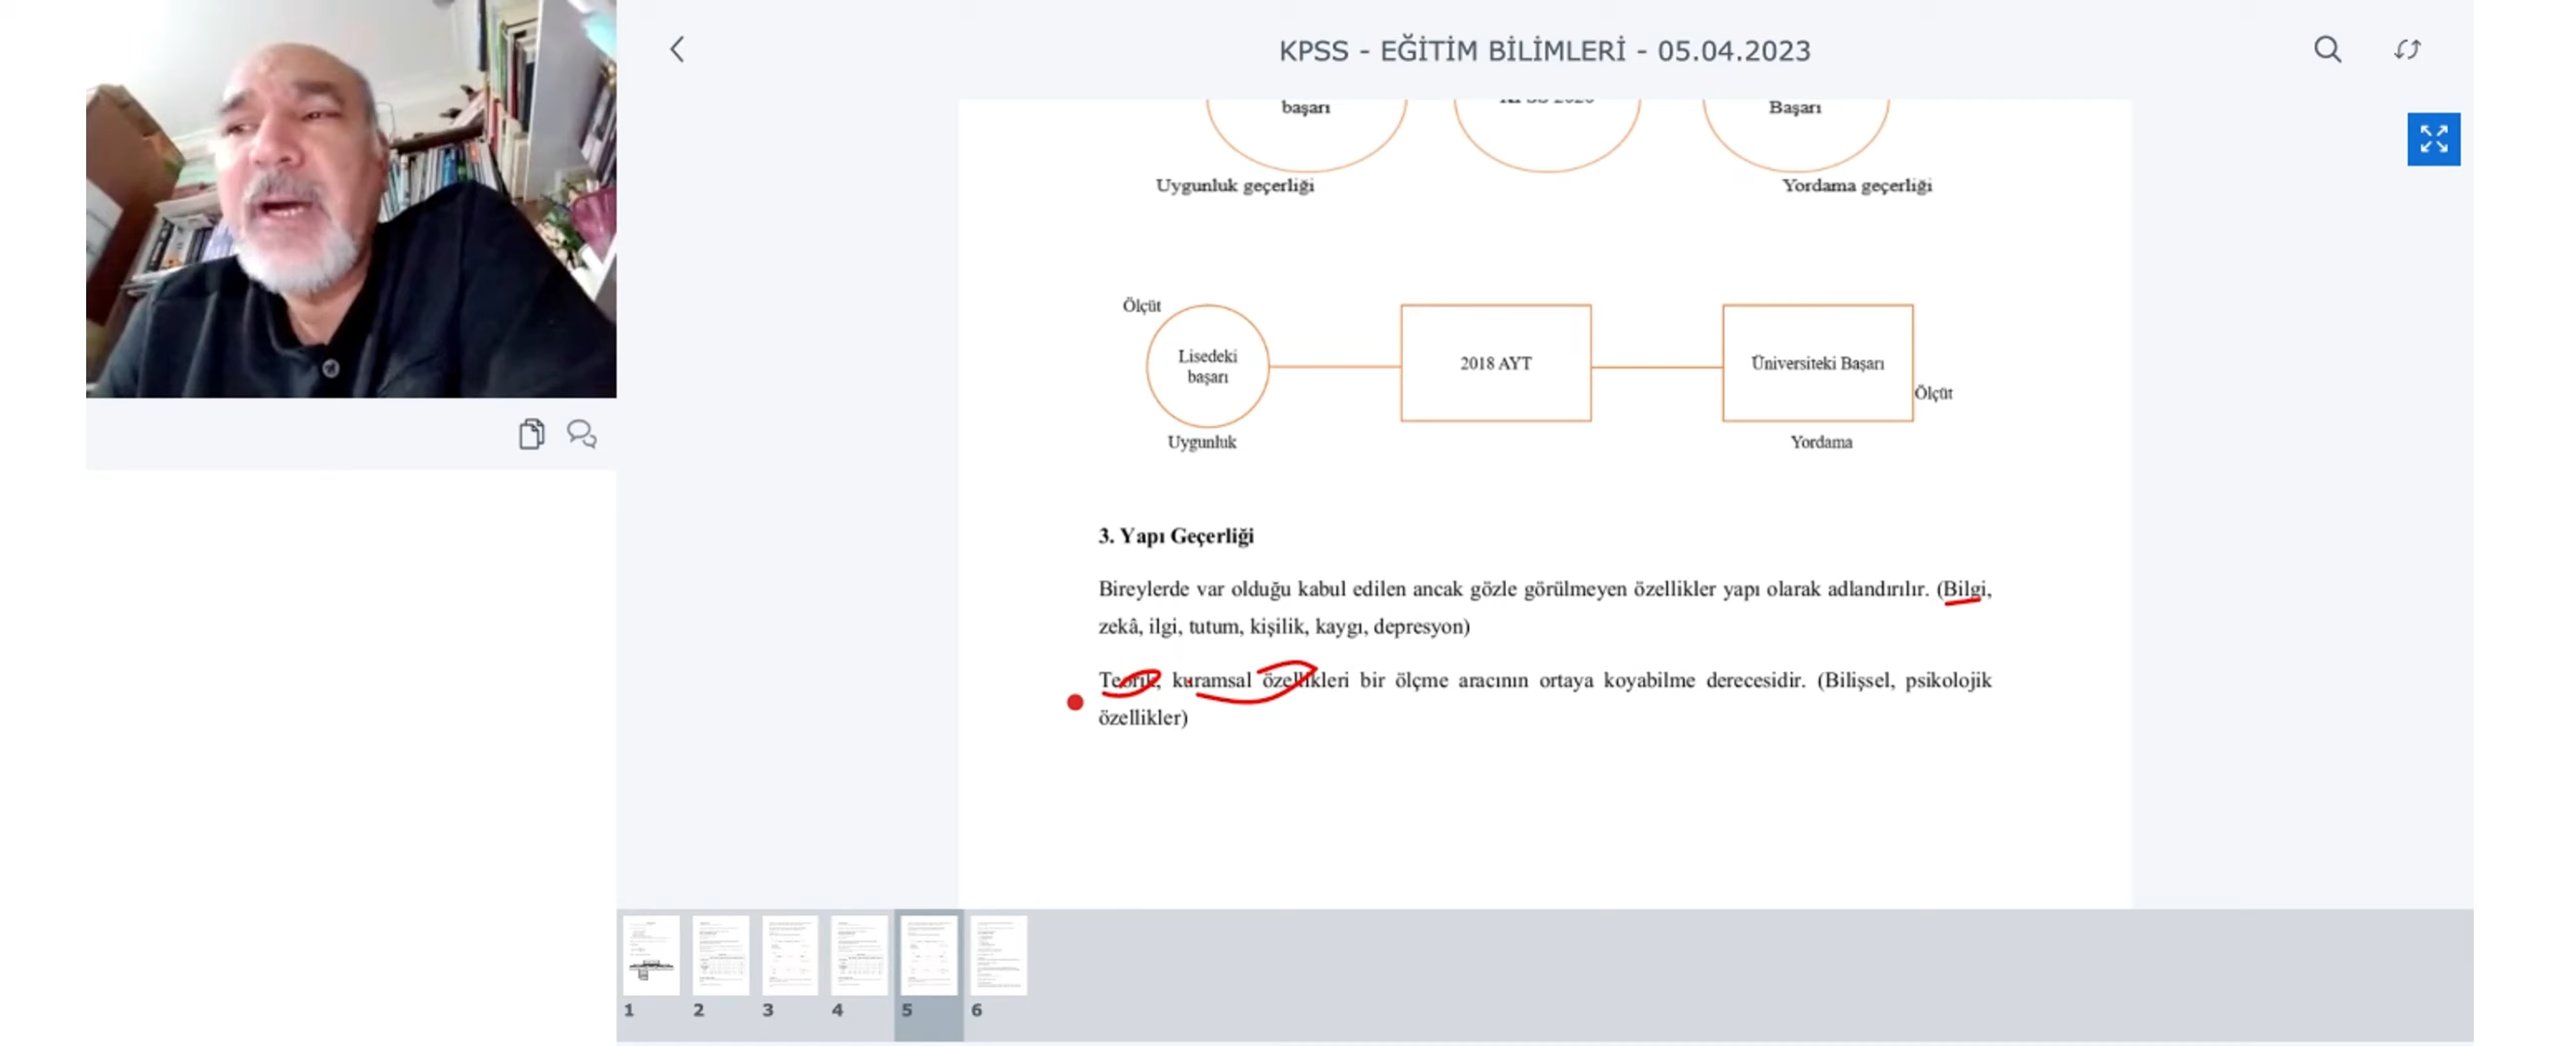 KPSS - EĞİTİM BİLİMLERİ - 05.04.2023
başarı
Başarı
Uygunluk geçerliği
Yordama geçerliği
Ölçüt
Lisedeki
başarı
2018 AYT
Üniversiteki Başarı
Ölçüt
Uygunluk
Yordama
3. Yapı Geçerliği
Bireylerde var olduğu kabul edilen ancak gözle görülmeyen özellikler yapı olarak adlandırılır. (Bilgi,
zekâ, ilgi, tutum, kişilik, kaygı, depresyon)
Teorik, kuramsal özellikleri bir ölçme aracının ortaya koyabilme derecesidir. (Bilişsel, psikolojik
özellikler)
1 2 3 4 5 6